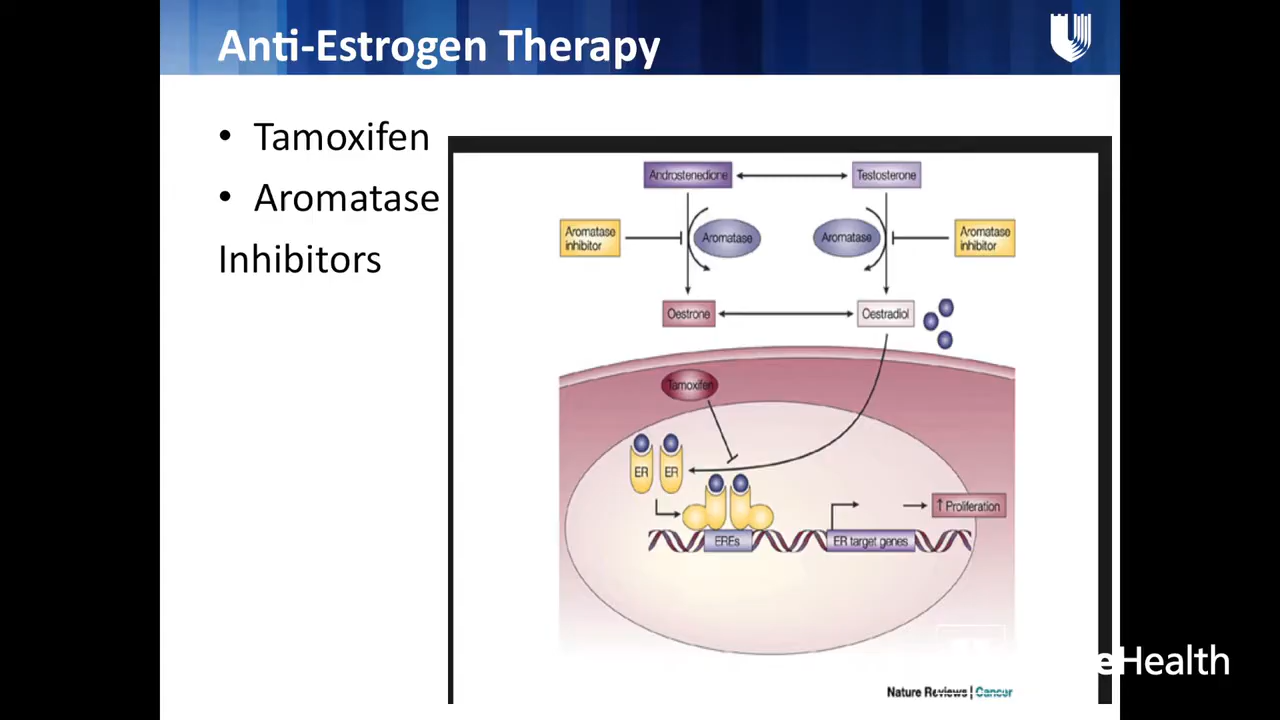 Anti-Estrogen Therapy
• Tamoxifen
• Aromatase
Inhibitors
Androstenedione
Testosterone
Aromatase
inhibitor
Aromatase
Aromatase
Aromatase
inhibitor
Oestrone
Oestradiol
Tamoxifen
ER
ER
↑ Proliferation
EREs
ER target genes
eHealth
Nature Reviews | Cancer